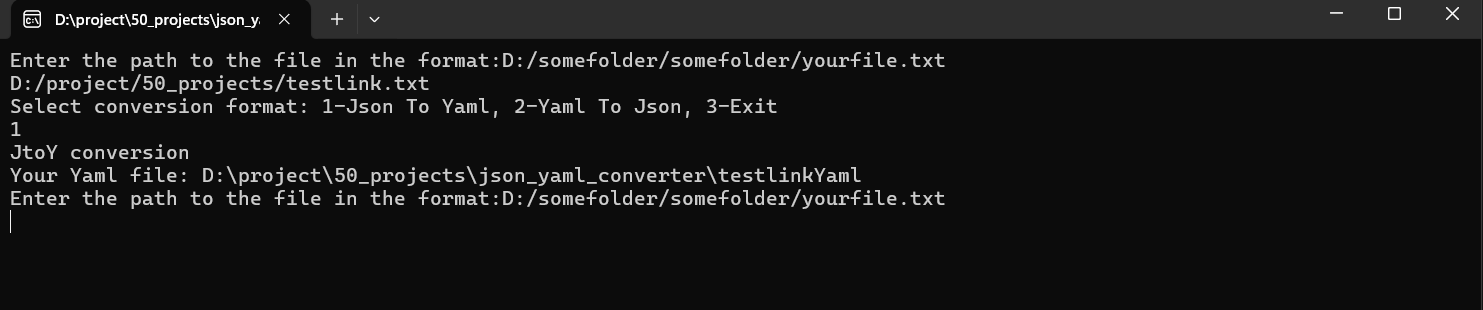 D:\project\50_projects\json_y
Enter the path to the file in the format:D:/somefolder/somefolder/yourfile.txt
D:/project/50_projects/testlink.txt
Select conversion format: 1-Json To Yaml, 2-Yaml To Json, 3-Exit
1
JtoY conversion
Your Yaml file: D:\project\50_projects\json_yaml_converter\testlinkYaml
Enter the path to the file in the format:D:/somefolder/somefolder/yourfile.txt